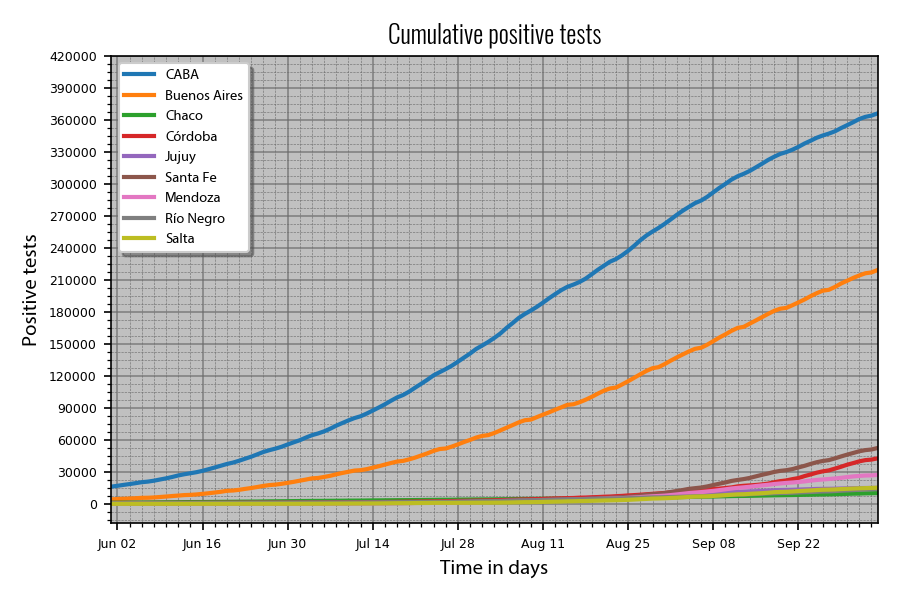 Cumulative positive tests
Positive tests
420000
390000
360000
330000
300000
270000
240000
210000
180000
150000
120000
90000
60000
30000
0
CABA
Buenos Aires
Chaco
Córdoba
Jujuy
Santa Fe
Mendoza
Río Negro
Salta
Jun 02 Jun 16 Jun 30 Jul 14 Jul 28 Aug 11 Aug 25 Sep 08 Sep 22
Time in days